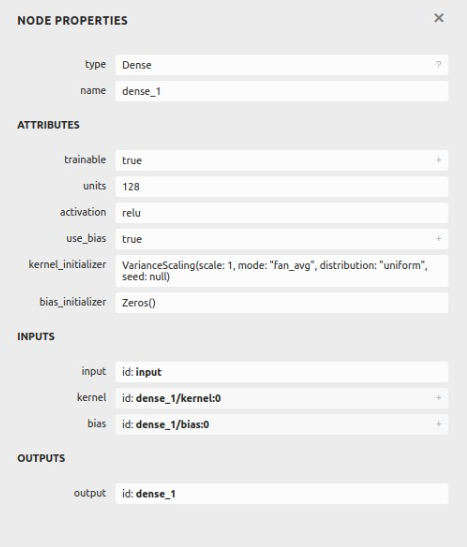 NODE PROPERTIES ×
type Dense ?
name dense_1
ATTRIBUTES
trainable true +
units 128
activation relu
use_bias true +
kernel_initializer VarianceScaling(scale: 1, mode: "fan_avg", distribution: "uniform",
seed: null)
bias_initializer Zeros()
INPUTS
input id: input
kernel id: dense_1/kernel:0 +
bias id: dense_1/bias:0 +
OUTPUTS
output id: dense_1